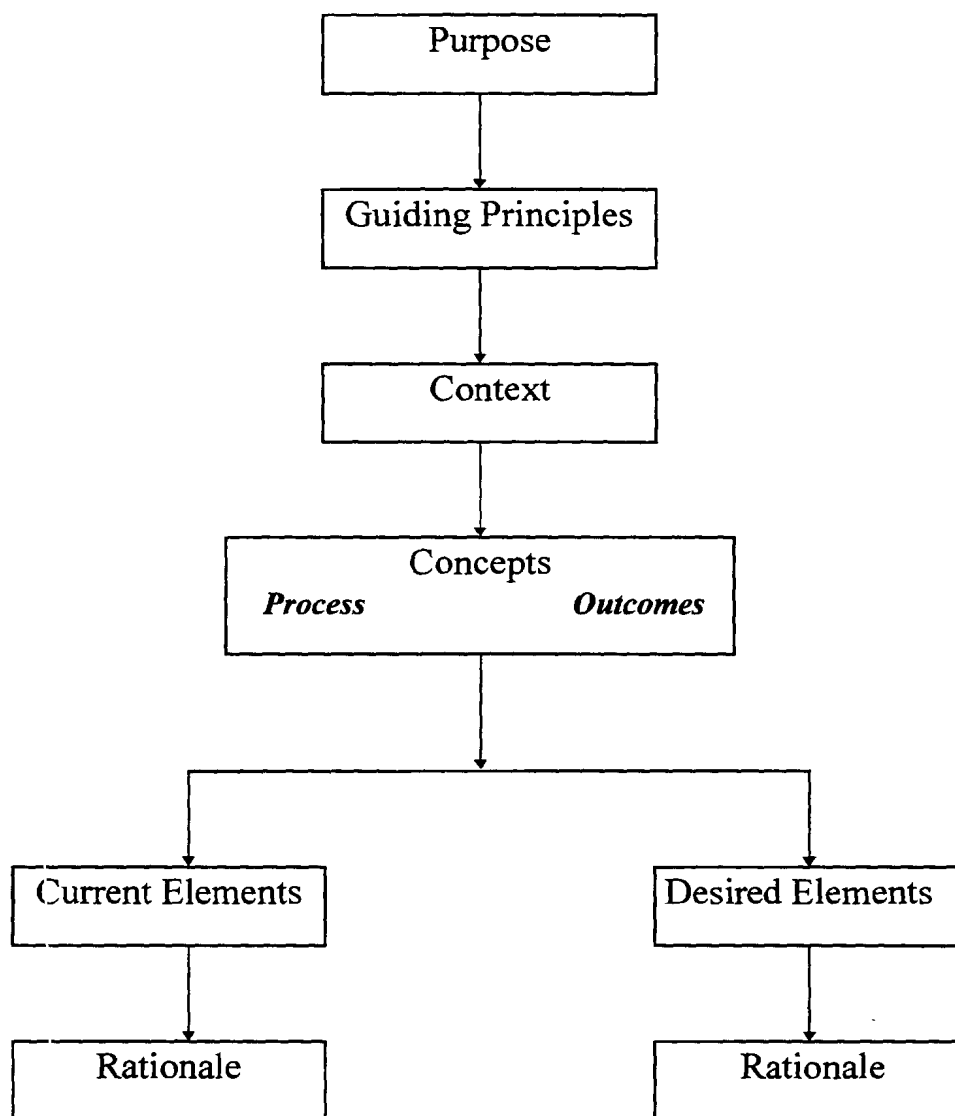 Purpose
Guiding Principles
Context
Concepts
Process Outcomes
Current Elements Desired Elements
Rationale Rationale